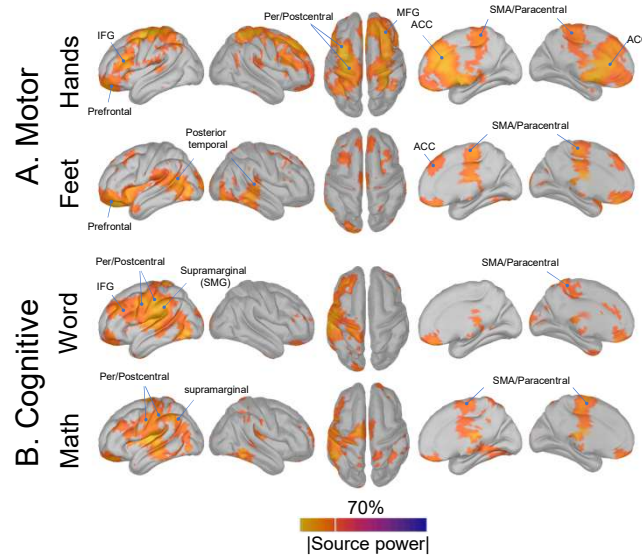 A. Motor
Hands
IFG
Prefrontal
Per/Postcentral
MFG
ACC
SMA/Paracentral
ACC
Feet
Posterior
temporal
Prefrontal
ACC
SMA/Paracentral
B. Cognitive
Word
Per/Postcentral
IFG
Supramarginal
(SMG)
SMA/Paracentral
Math
Per/Postcentral
supramarginal
SMA/Paracentral
70%
|Source power|